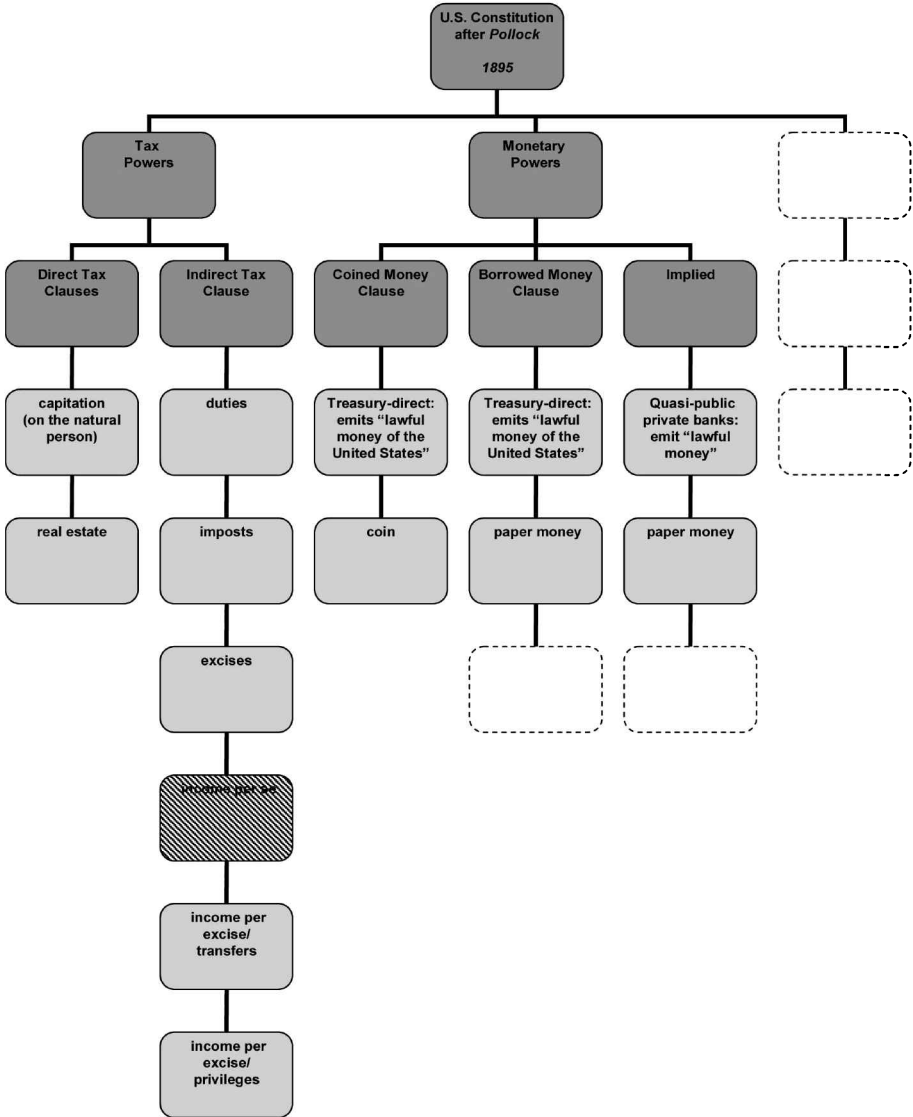 U.S. Constitution
after Pollock
1895
Tax
Powers
Monetary
Powers
Direct Tax
Clauses
Indirect Tax
Clause
Coined Money
Clause
Borrowed Money
Clause
Implied
capitation
(on the natural
person)
duties
Treasury-direct:
emits “lawful
money of the
United States”
Treasury-direct:
emits “lawful
money of the
United States”
Quasi-public
private banks:
emit “lawful
money”
real estate
imposts
coin
paper money
paper money
excises
income per se
income per
excise/
transfers
income per
excise/
privileges